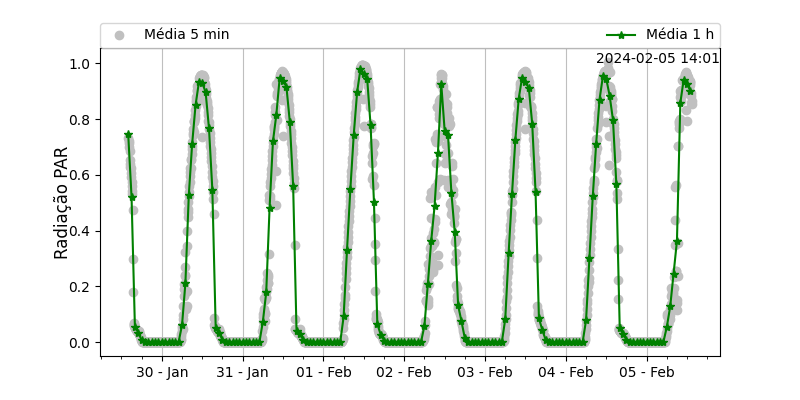 Média 5 min
Média 1 h
2024-02-05 14:01
Radiação PAR
1.0
0.8
0.6
0.4
0.2
0.0
30 - Jan
31 - Jan
01 - Feb
02 - Feb
03 - Feb
04 - Feb
05 - Feb